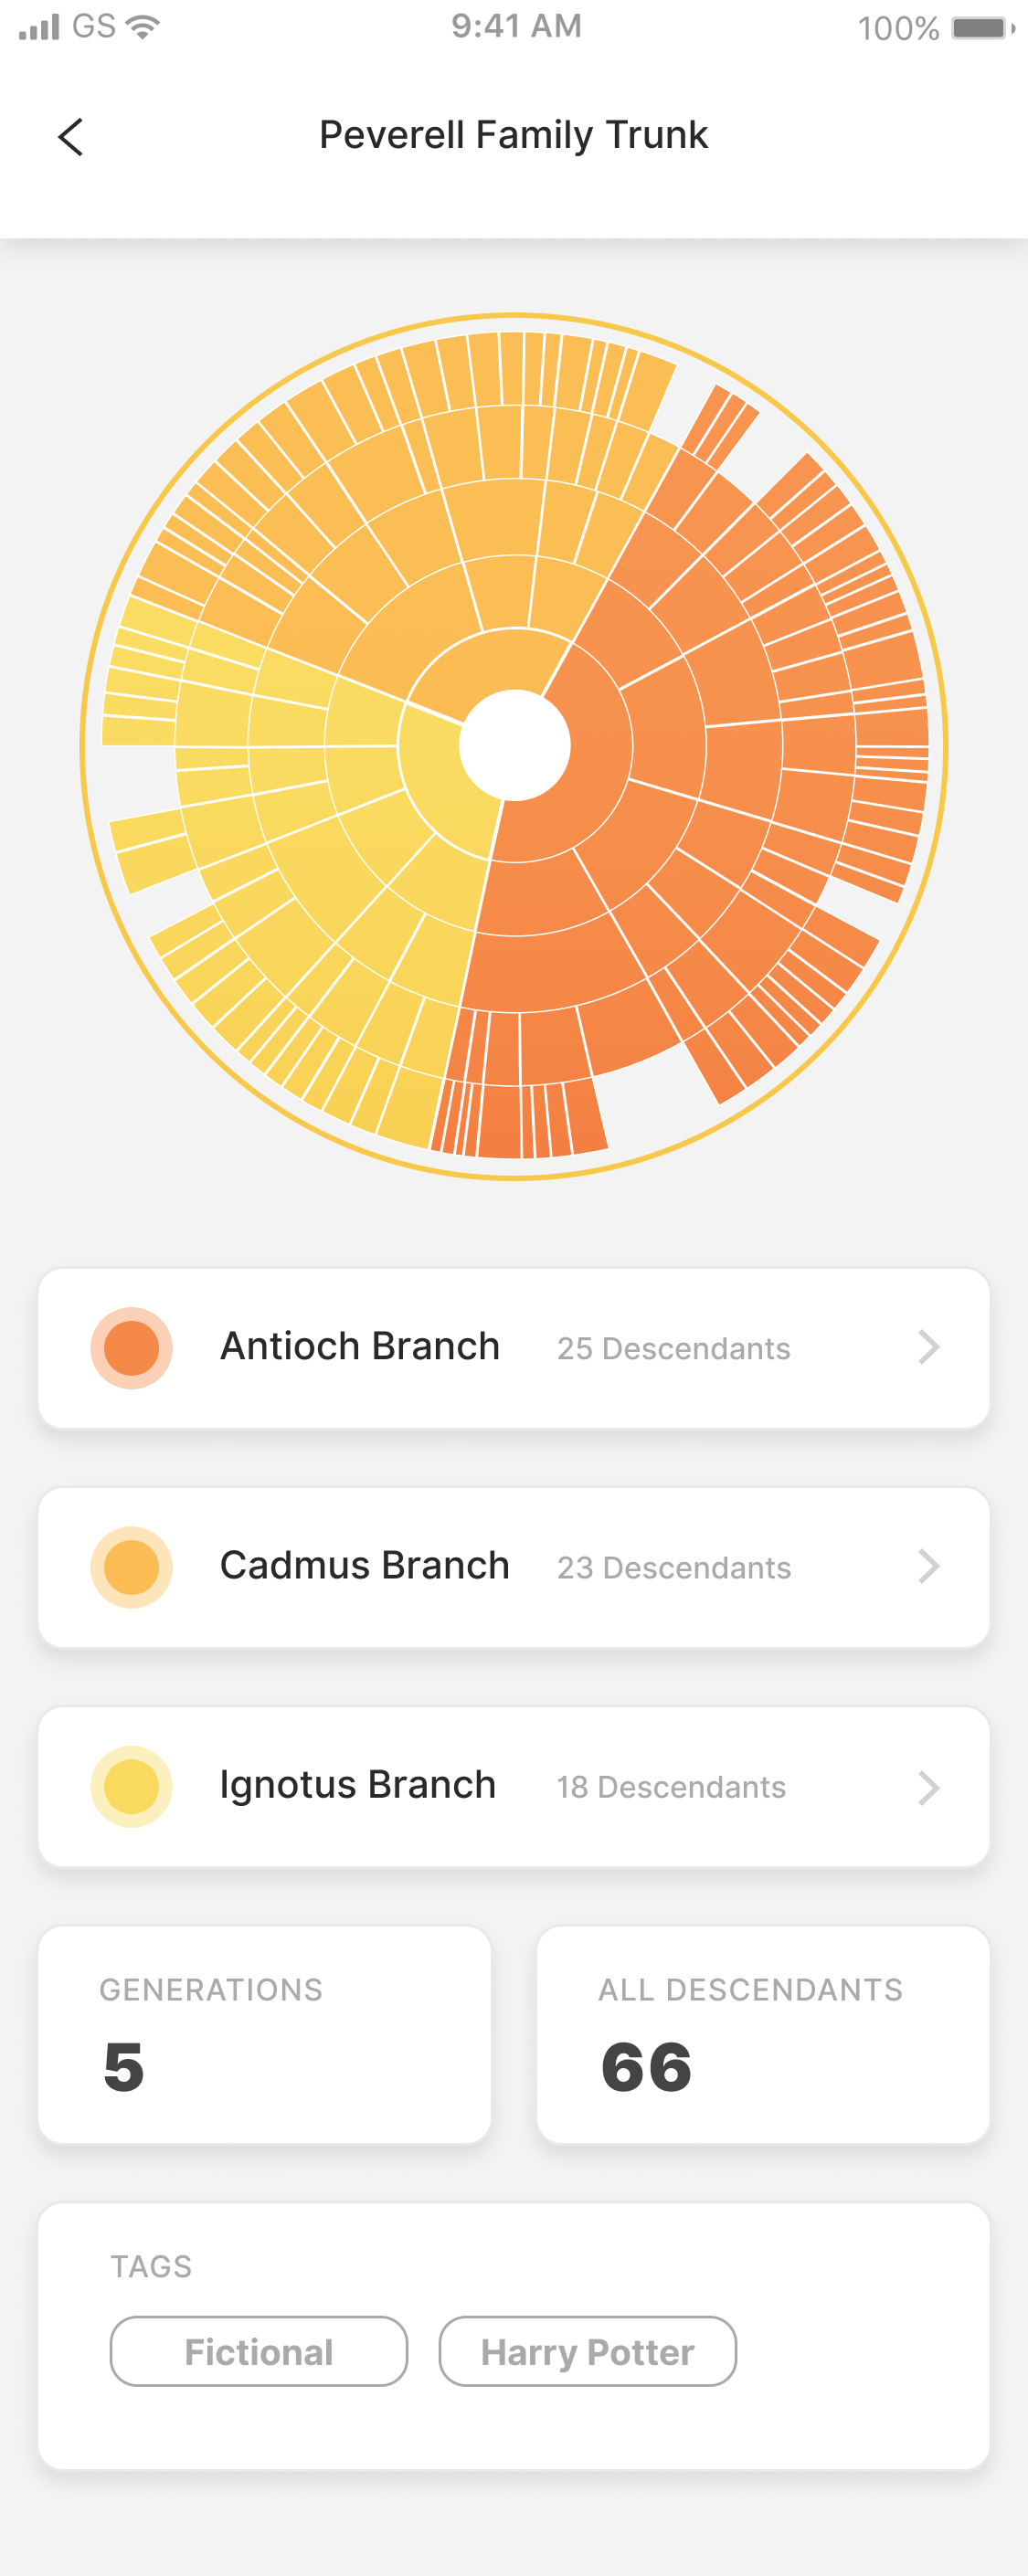 GS 9:41 AM 100%
Peverell Family Trunk
Antioch Branch 25 Descendants
Cadmus Branch 23 Descendants
Ignotus Branch 18 Descendants
GENERATIONS ALL DESCENDANTS
5 66
TAGS
Fictional Harry Potter